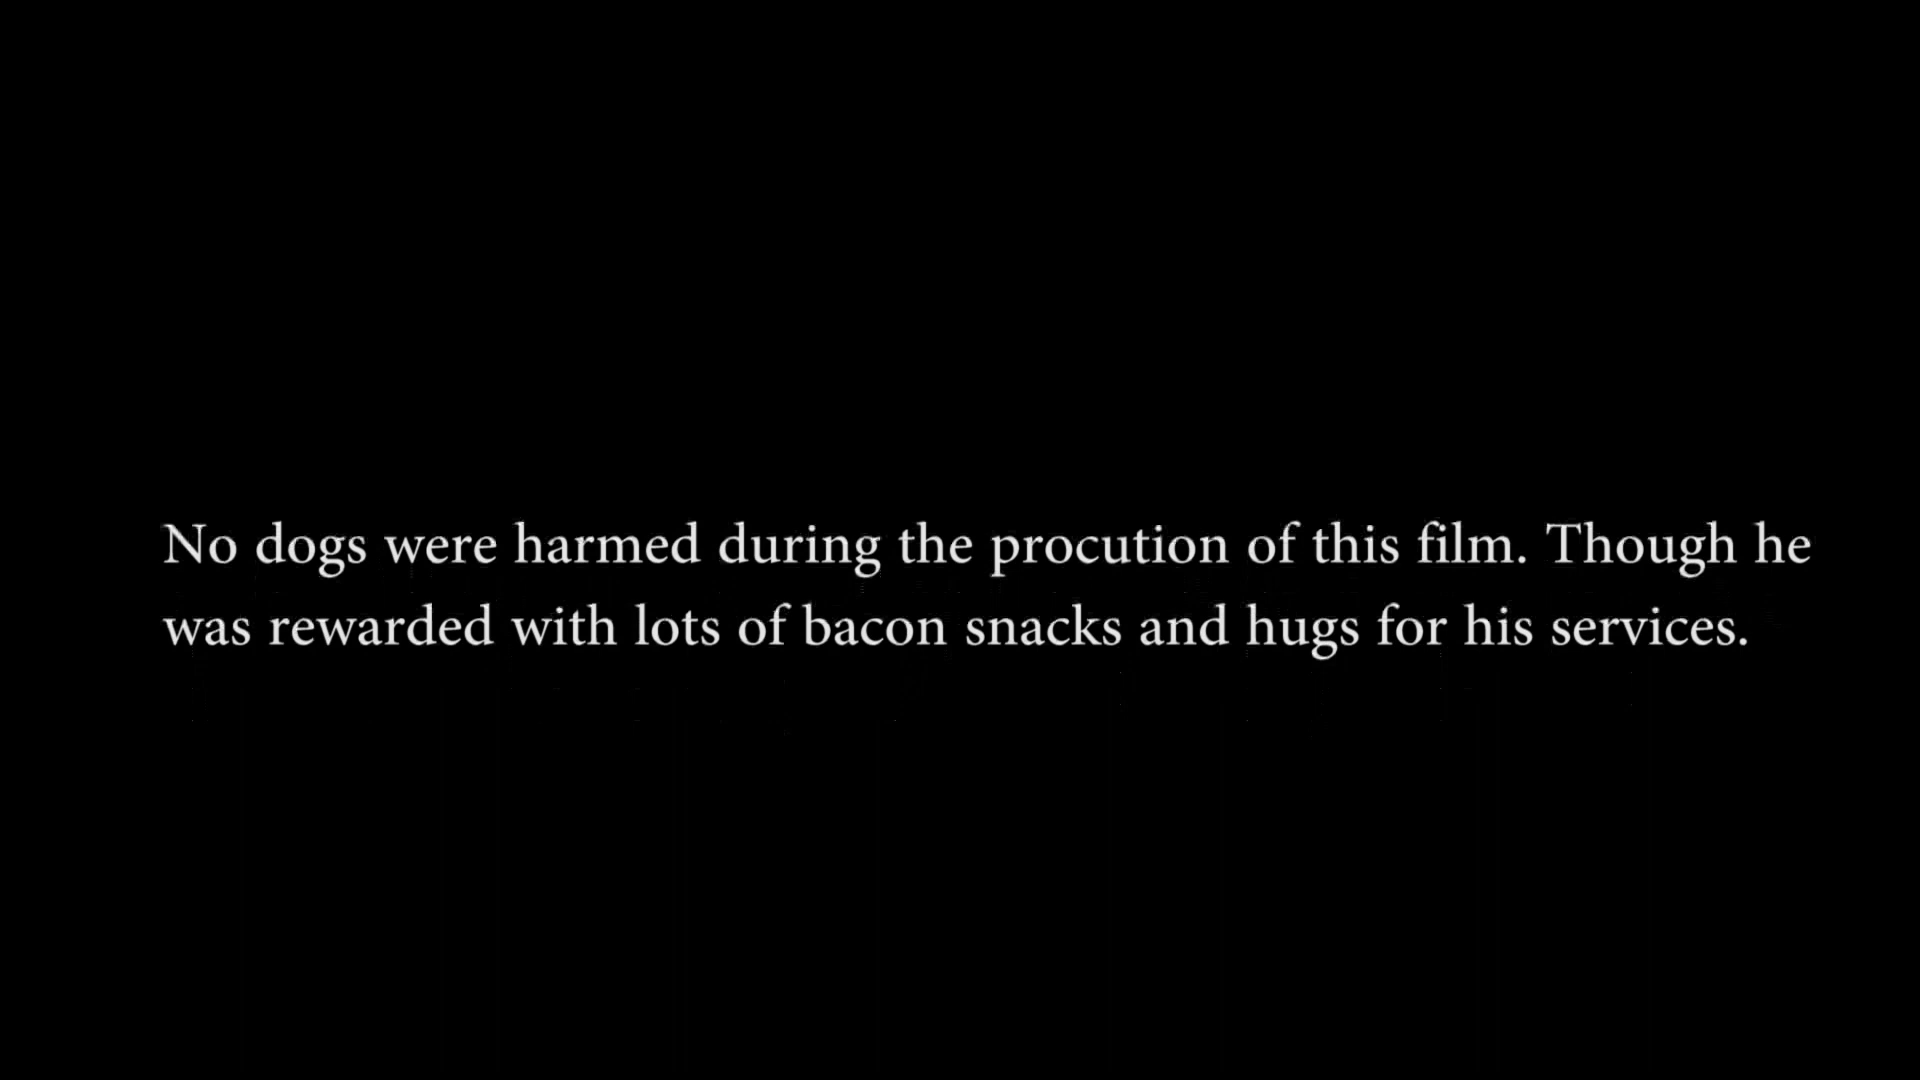 No dogs were harmed during the procution of this film. Though he
was rewarded with lots of bacon snacks and hugs for his services.